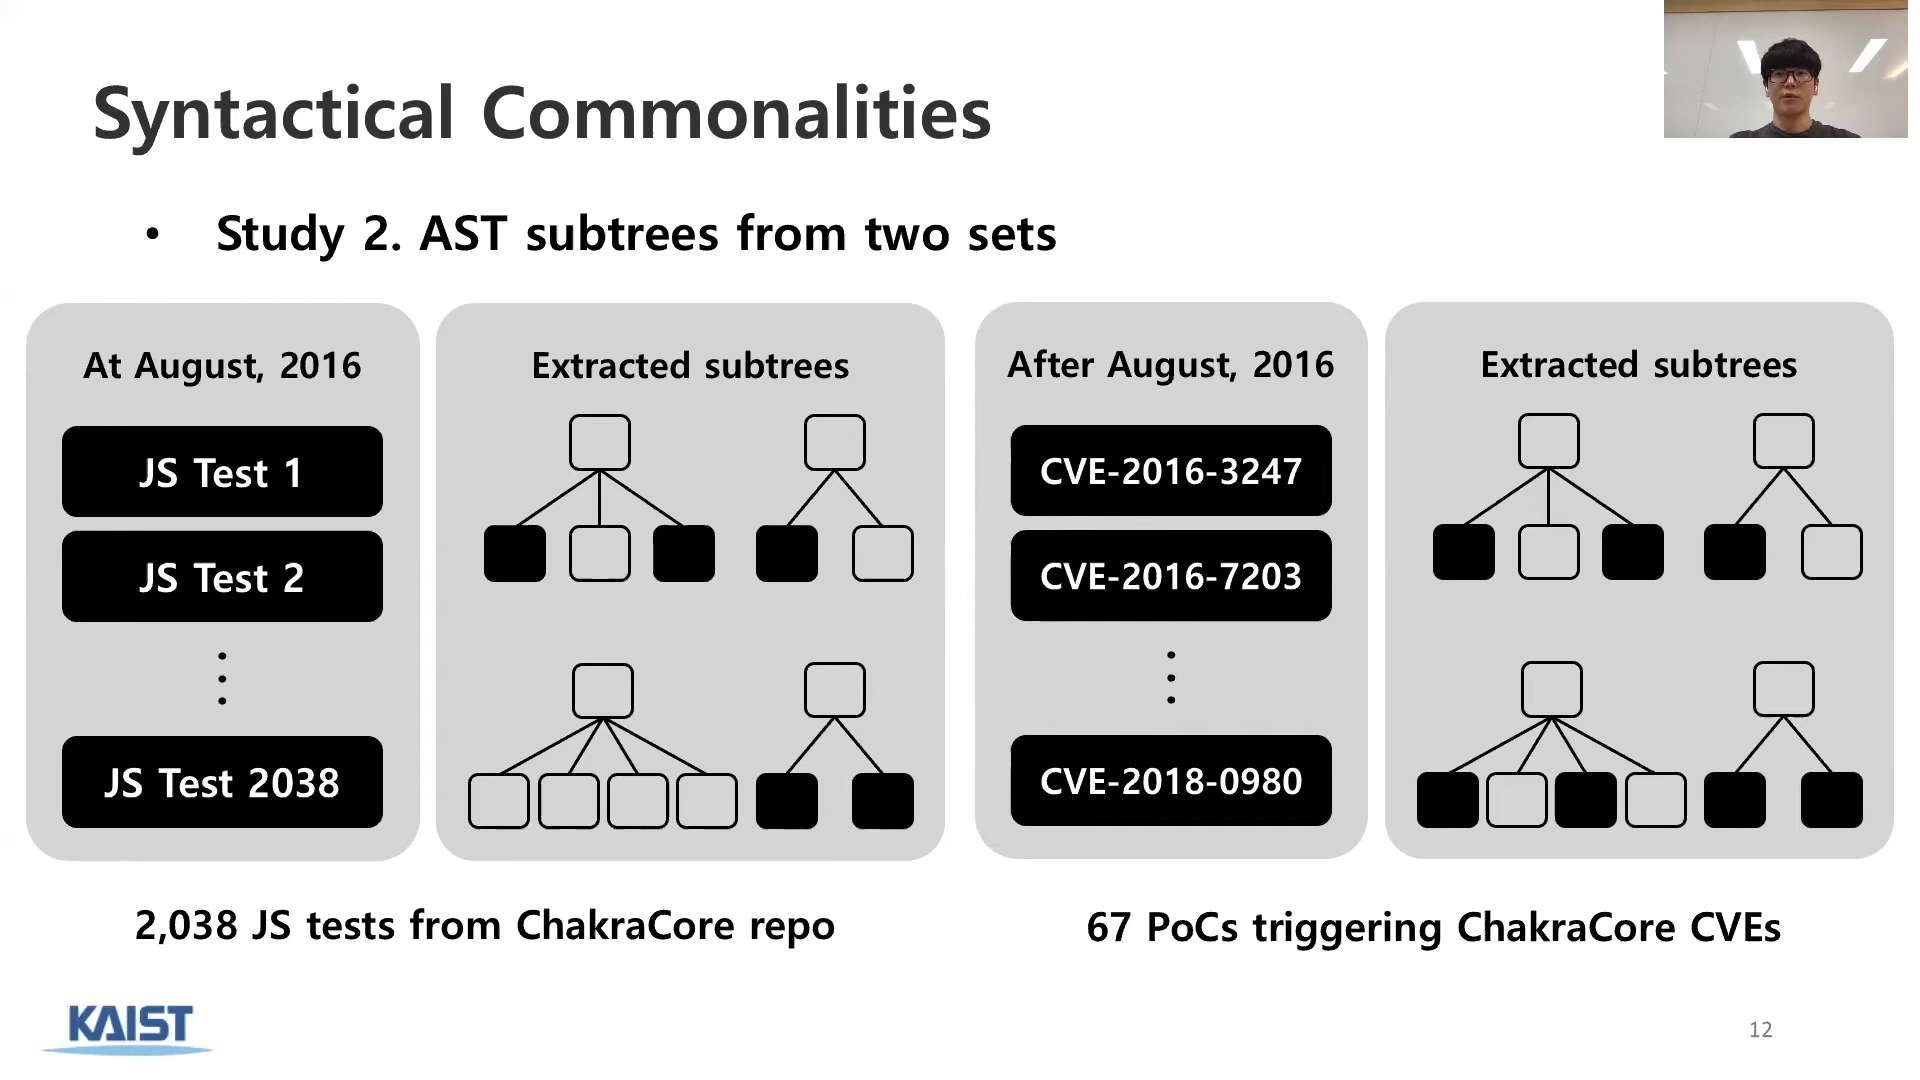 Syntactical Commonalities
• Study 2. AST subtrees from two sets
At August, 2016
JS Test 1
JS Test 2
JS Test 2038
Extracted subtrees
After August, 2016
CVE-2016-3247
CVE-2016-7203
CVE-2018-0980
Extracted subtrees
2,038 JS tests from ChakraCore repo
67 PoCs triggering ChakraCore CVEs
KAIST
12